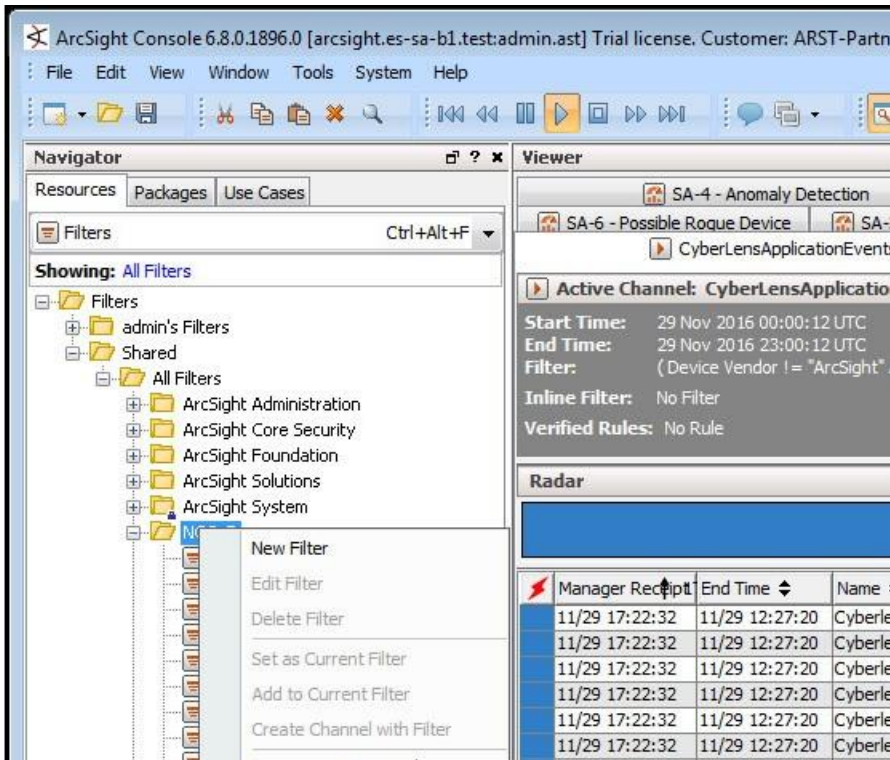 ArcSight Console 6.8.0.1896.0 [arcsight.es-sa-b1.test:admin.ast] Trial license. Customer: ARST-Partn
File Edit View Window Tools System Help
Navigator
Resources Packages Use Cases
Filters Ctrl+Alt+F
Showing: All Filters
Filters
admin's Filters
Shared
All Filters
ArcSight Administration
ArcSight Core Security
ArcSight Foundation
ArcSight Solutions
ArcSight System
New Filter
Edit Filter
Delete Filter
Set as Current Filter
Add to Current Filter
Create Channel with Filter
Viewer
SA-4 - Anomaly Detection
SA-6 - Possible Rogue Device SA-
CyberLensApplicationEvents
Active Channel: CyberLensApplicatio
Start Time: 29 Nov 2016 00:00:12 UTC
End Time: 29 Nov 2016 23:00:12 UTC
Filter: ( Device Vendor != "ArcSight"
Inline Filter: No Filter
Verified Rules: No Rule
Radar
Manager Receipt End Time Name
11/29 17:22:32 11/29 12:27:20 Cyberle
11/29 17:22:32 11/29 12:27:20 Cyberle
11/29 17:22:32 11/29 12:27:20 Cyberle
11/29 17:22:32 11/29 12:27:20 Cyberle
11/29 17:22:32 11/29 12:27:20 Cyberle
11/29 17:22:32 11/29 12:27:20 Cyberle